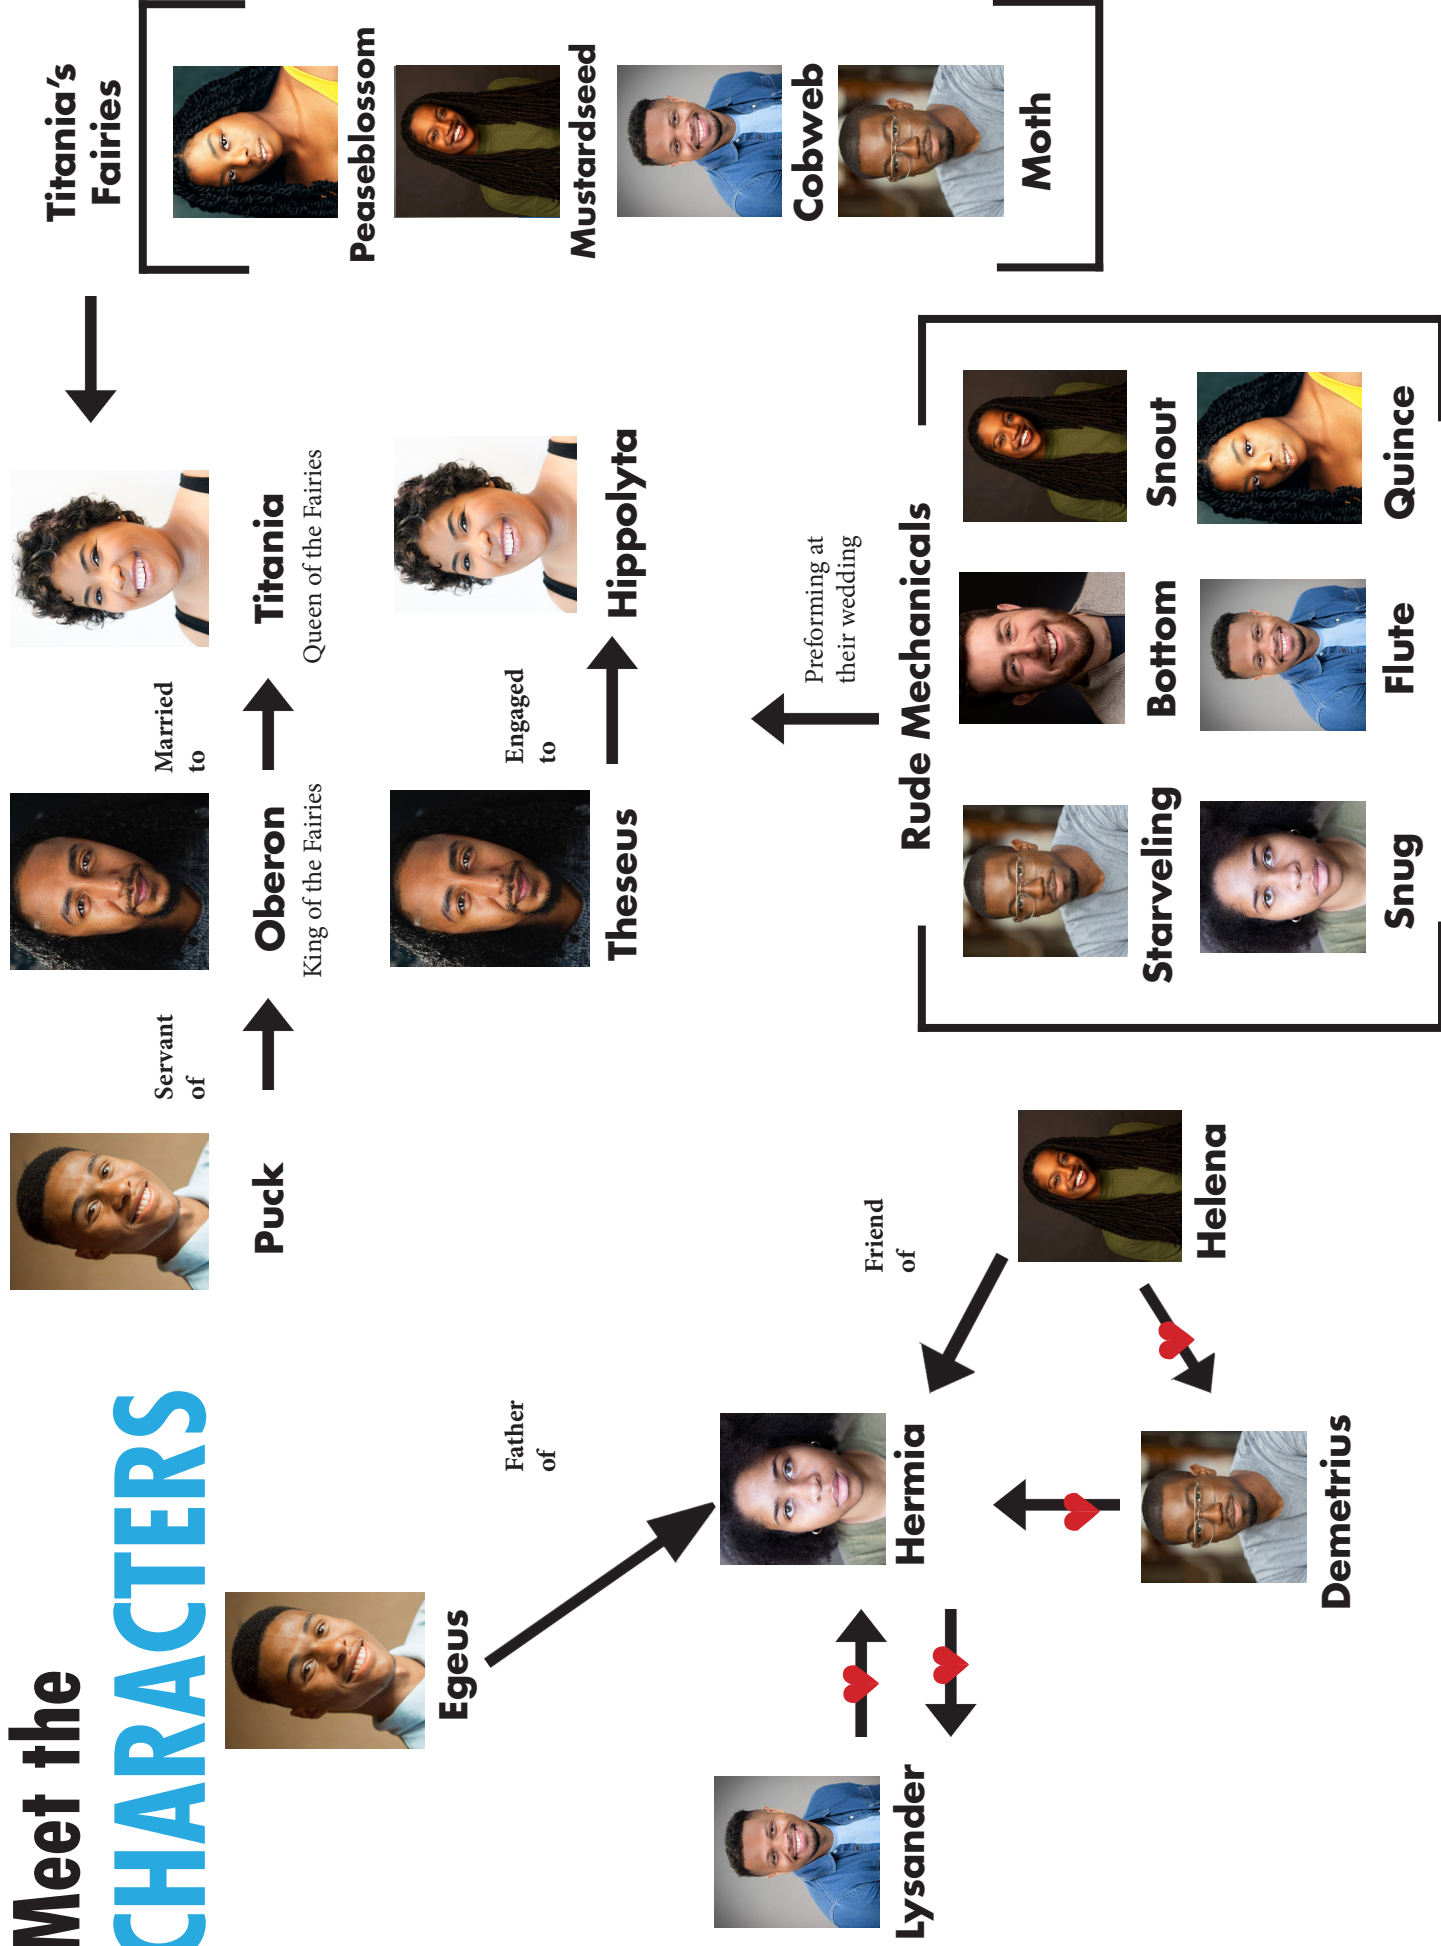 Meet the
CHARACTERS
Puck
Servant
of
Oberon
King of the Fairies
Married
to
Titania
Queen of the Fairies
Titania's
Fairies
Peaseblossom
Mustardseed
Cobweb
Moth
Egeus
Father
of
Theseus
Engaged
to
Hippolyta
Preforming at
their wedding
Rude Mechanicals
Starveling
Bottom
Snout
Snug
Flute
Quince
Lysander
Hermia
Friend
of
Helena
Demetrius